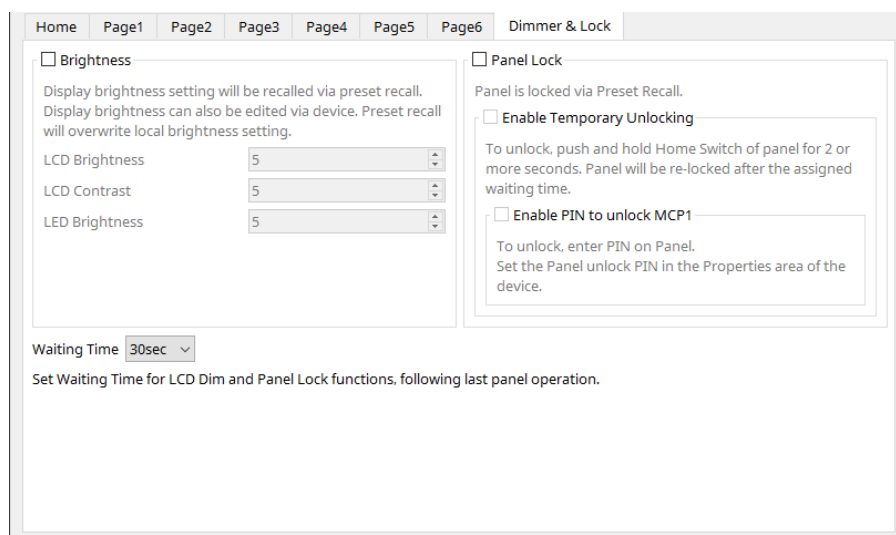 Home Page1 Page2 Page3 Page4 Page5 Page6 Dimmer & Lock
Brightness
Display brightness setting will be recalled via preset recall.
Display brightness can also be edited via device. Preset recall
will overwrite local brightness setting.
LCD Brightness 5
LCD Contrast 5
LED Brightness 5
Panel Lock
Panel is locked via Preset Recall.
Enable Temporary Unlocking
To unlock, push and hold Home Switch of panel for 2 or
more seconds. Panel will be re-locked after the assigned
waiting time.
Enable PIN to unlock MCP1
To unlock, enter PIN on Panel.
Set the Panel unlock PIN in the Properties area of the
device.
Waiting Time 30sec
Set Waiting Time for LCD Dim and Panel Lock functions, following last panel operation.